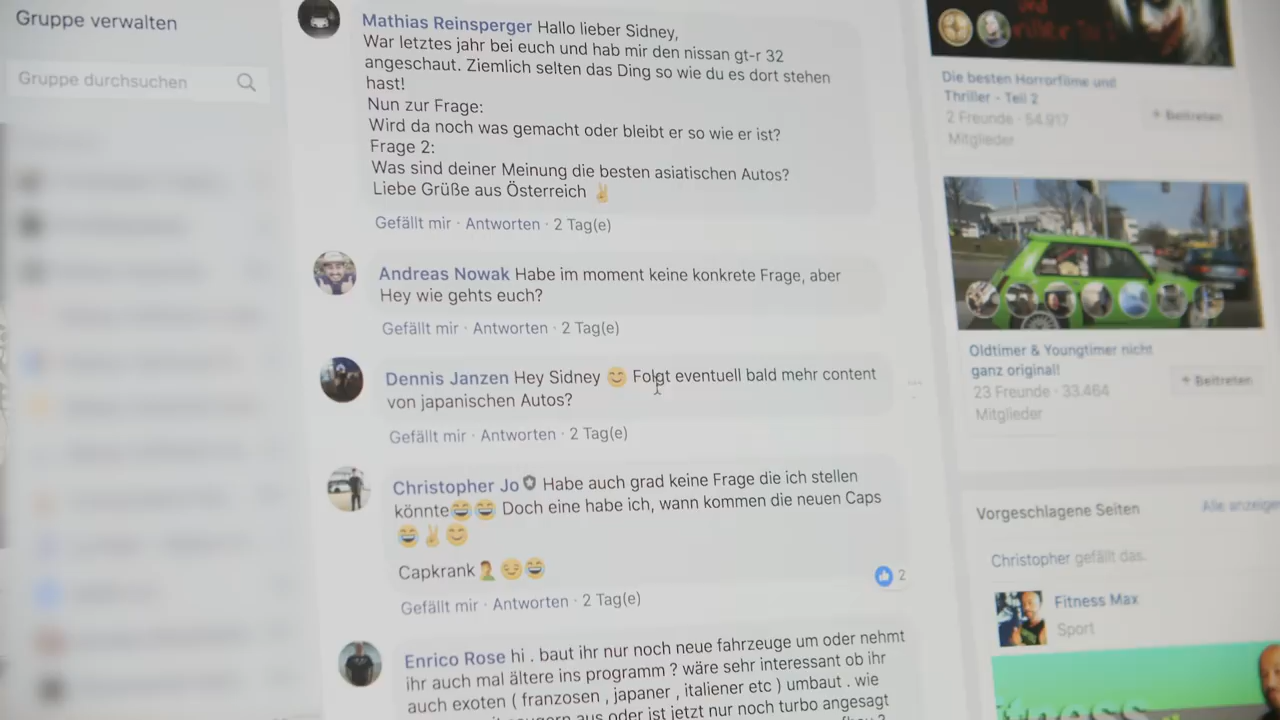 Gruppe verwalten
Gruppe durchsuchen
Mathias Reinsperger Hallo lieber Sidney,
War letztes jahr bei euch und hab mir den nissan gt-r 32
angeschaut. Ziemlich selten das Ding so wie du es dort stehen
hast!
Nun zur Frage:
Wird da noch was gemacht oder bleibt er so wie er ist?
Frage 2:
Was sind deiner Meinung die besten asiatischen Autos?
Liebe Grüße aus Österreich ✌️
Gefällt mir · Antworten · 2 Tag(e)
Andreas Nowak Habe im moment keine konkrete Frage, aber
Hey wie gehts euch?
Gefällt mir · Antworten · 2 Tag(e)
Dennis Janzen Hey Sidney 😊 Folgt eventuell bald mehr content
von japanischen Autos?
Gefällt mir · Antworten · 2 Tag(e)
Christopher Jo Habe auch grad keine Frage die ich stellen
könnte😂😂 Doch eine habe ich, wann kommen die neuen Caps
😂✌️😊
Capkrank🤦‍♂️😏😂
2
Gefällt mir · Antworten · 2 Tag(e)
Enrico Rose hi . baut ihr nur noch neue fahrzeuge um oder nehmt
ihr auch mal ältere ins programm ? wäre sehr interessant ob ihr
auch exoten ( franzosen , japaner , italiener etc ) umbaut . wie
aus oder ist jetzt nur noch turbo angesagt
Die besten Horrorfilme und
Thriller - Teil 2
2 Freunde · 54.917
Mitglieder
+ Beitreten
Oldtimer & Youngtimer nicht
ganz original!
23 Freunde · 33.464
Mitglieder
+ Beitreten
Vorgeschlagene Seiten
Alle
Christopher gefällt das.
Fitness Max
Sport